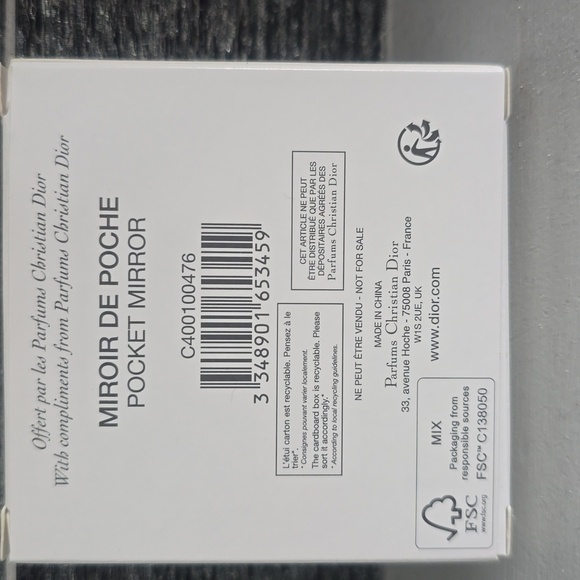 Offert par les Parfums Christian Dior
With compliments from Parfums Christian Dior
MIROIR DE POCHE
POCKET MIRROR
C400100476
3 348901 653459
L'étui carton est recyclable. Pensez à le
trier*.
* Consignes pouvant varier localement.
The cardboard box is recyclable. Please
sort it accordingly.*
* According to local recycling guidelines.
CET ARTICLE NE PEUT
ÊTRE DISTRIBUÉ QUE PAR LES
DÉPOSITAIRES AGRÉÉS DES
Parfums Christian Dior
NE PEUT ÊTRE VENDU - NOT FOR SALE
MADE IN CHINA
Parfums Christian Dior
33, avenue Hoche - 75008 Paris - France
W1S 2UE, UK
www.dior.com
FSC
www.fsc.org
MIX
Packaging from
responsible sources
FSC™ C138050